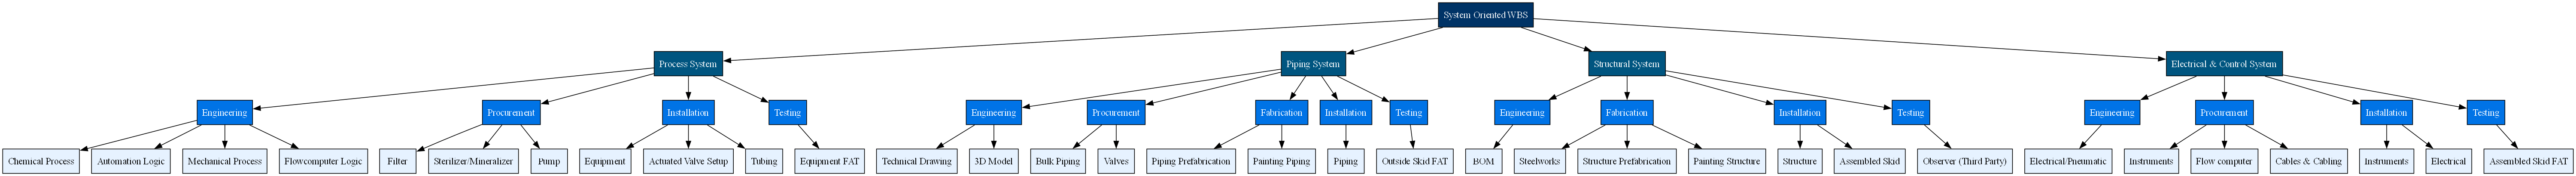 System Oriented WBS
Process System
Piping System
Structural System
Electrical & Control System
Engineering
Procurement
Installation
Testing
Engineering
Procurement
Fabrication
Installation
Testing
Engineering
Fabrication
Installation
Testing
Engineering
Procurement
Installation
Testing
Chemical Process
Automation Logic
Mechanical Process
Flowcomputer Logic
Filter
Sterilizer/Mineralizer
Pump
Equipment
Actuated Valve Setup
Tubing
Equipment FAT
Technical Drawing
3D Model
Bulk Piping
Valves
Piping Prefabrication
Painting Piping
Piping
Outside Skid FAT
BOM
Steelworks
Structure Prefabrication
Painting Structure
Structure
Assembled Skid
Observer (Third Party)
Electrical/Pneumatic
Instruments
Flow computer
Cables & Cabling
Instruments
Electrical
Assembled Skid FAT